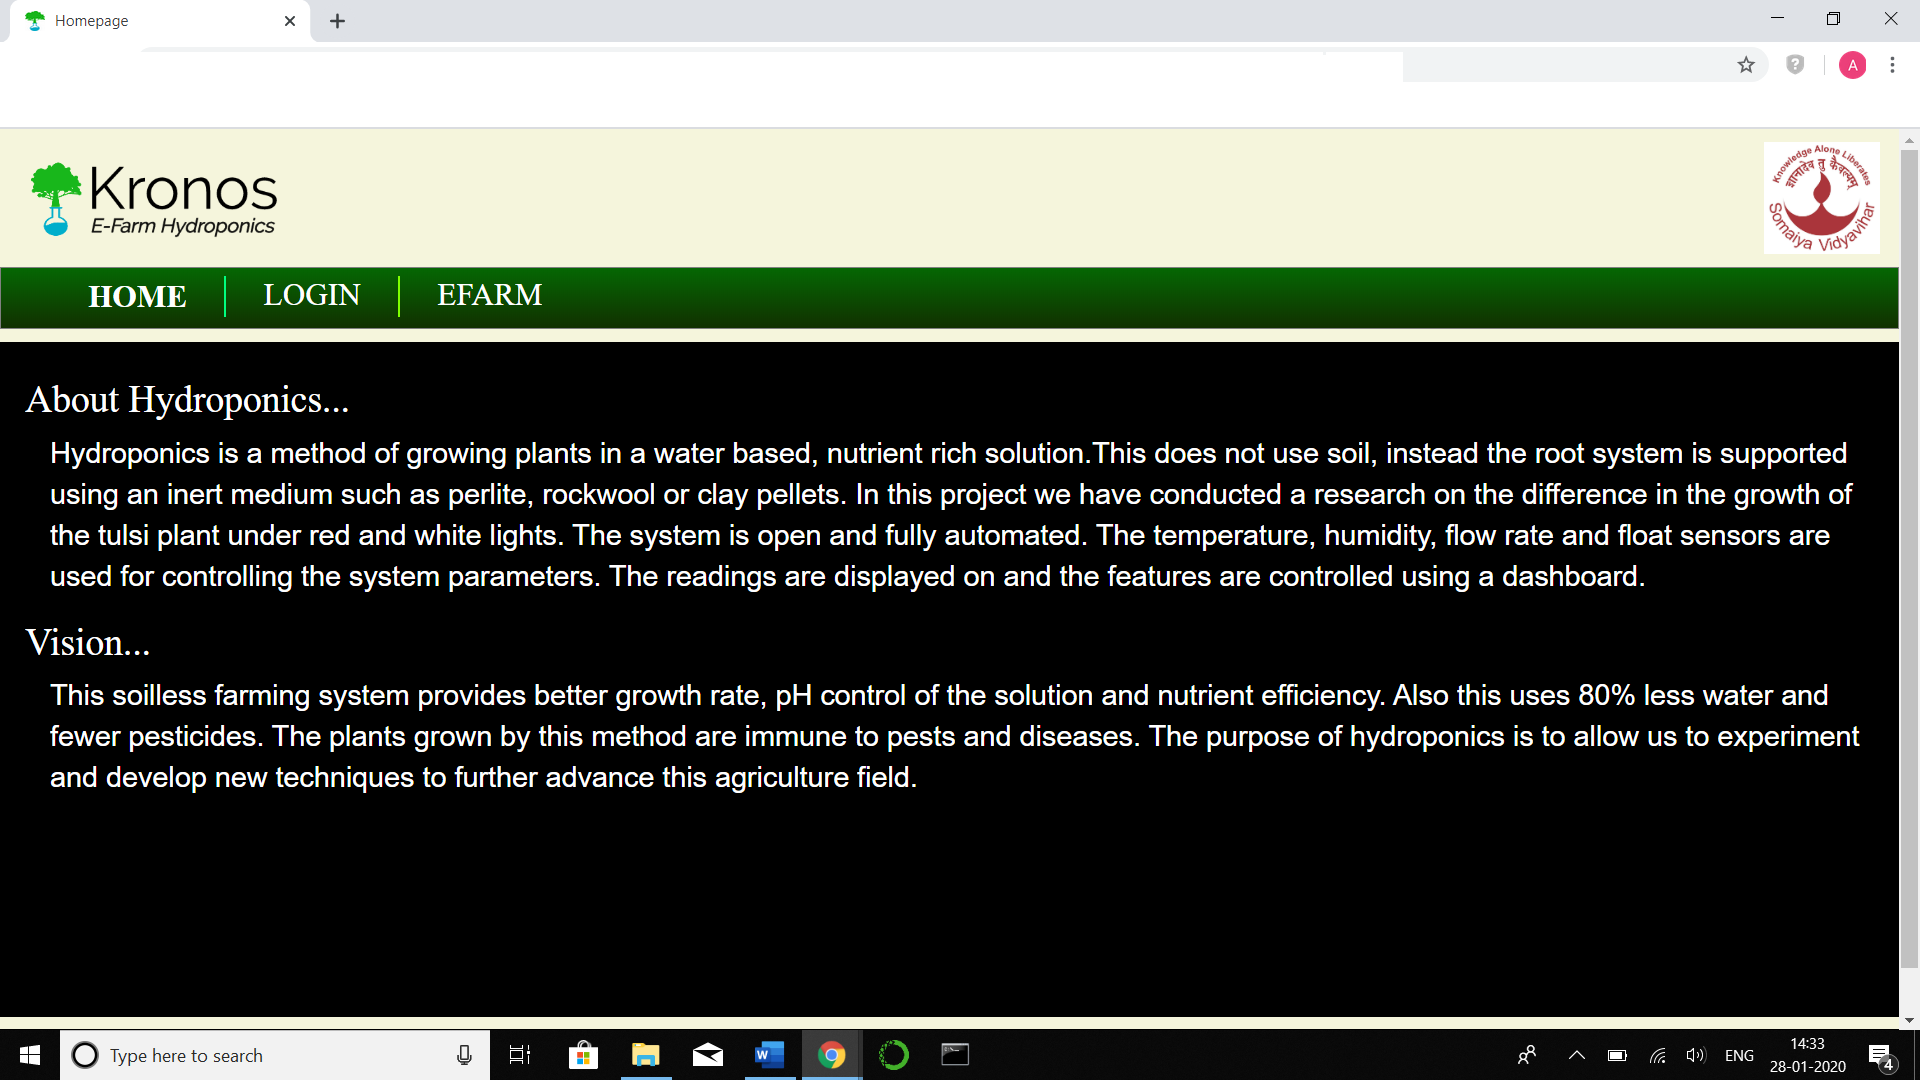 Homepage
A
Kronos
E-Farm Hydroponics
Knowledge Alone Liberates
ज्ञानादेव तु कैवल्यम्
Somaiya Vidyavihar
HOME
LOGIN
EFARM
About Hydroponics...
Hydroponics is a method of growing plants in a water based, nutrient rich solution.This does not use soil, instead the root system is supported
using an inert medium such as perlite, rockwool or clay pellets. In this project we have conducted a research on the difference in the growth of
the tulsi plant under red and white lights. The system is open and fully automated. The temperature, humidity, flow rate and float sensors are
used for controlling the system parameters. The readings are displayed on and the features are controlled using a dashboard.
Vision...
This soilless farming system provides better growth rate, pH control of the solution and nutrient efficiency. Also this uses 80% less water and
fewer pesticides. The plants grown by this method are immune to pests and diseases. The purpose of hydroponics is to allow us to experiment
and develop new techniques to further advance this agriculture field.
Type here to search
W
ENG
14:33
28-01-2020
4